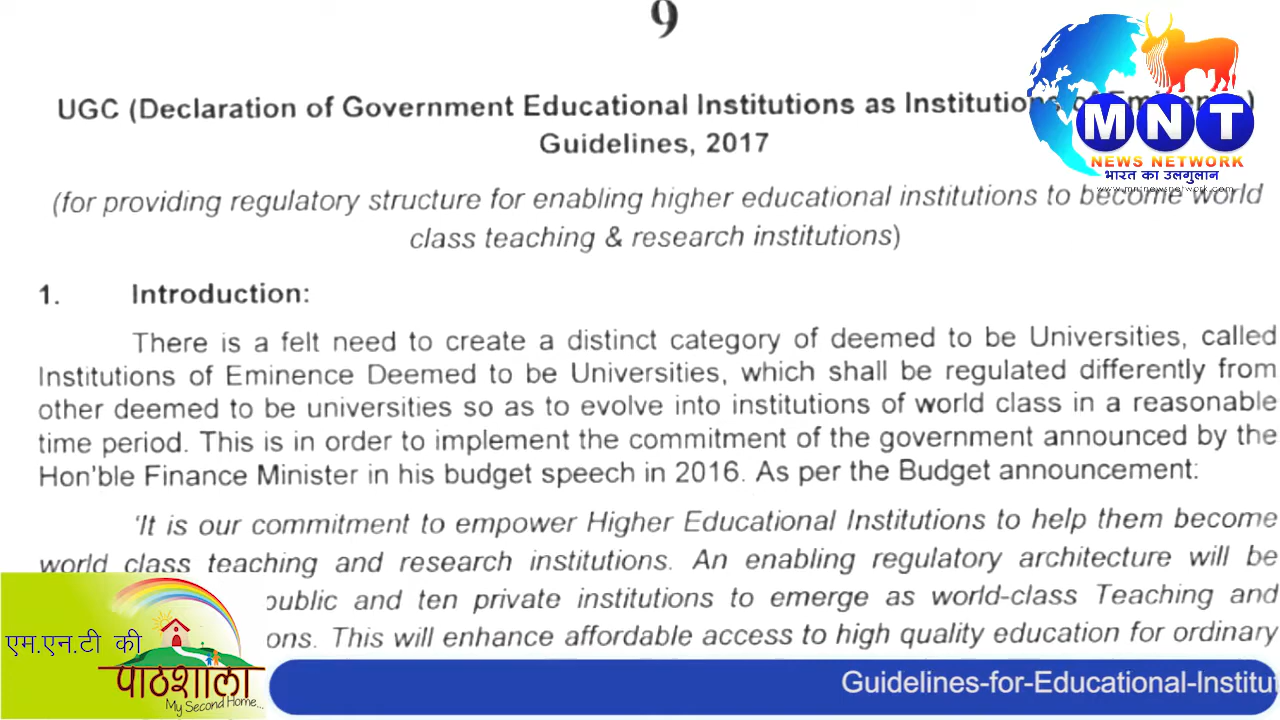 9
UGC (Declaration of Government Educational Institutions as Institutions of Eminence)
Guidelines, 2017
(for providing regulatory structure for enabling higher educational institutions to become world
class teaching & research institutions)
1. Introduction:
There is a felt need to create a distinct category of deemed to be Universities, called
Institutions of Eminence Deemed to be Universities, which shall be regulated differently from
other deemed to be universities so as to evolve into institutions of world class in a reasonable
time period. This is in order to implement the commitment of the government announced by the
Hon'ble Finance Minister in his budget speech in 2016. As per the Budget announcement:
'It is our commitment to empower Higher Educational Institutions to help them become
world class teaching and research institutions. An enabling regulatory architecture will be
public and ten private institutions to emerge as world-class Teaching and
ons. This will enhance affordable access to high quality education for ordinary
MNT
NEWS NETWORK
भारत का उलगुलान
www.mntnewsnetwork.com
एम.एन.टी की
पाठशाला
My Second Home...
Guidelines-for-Educational-Institu